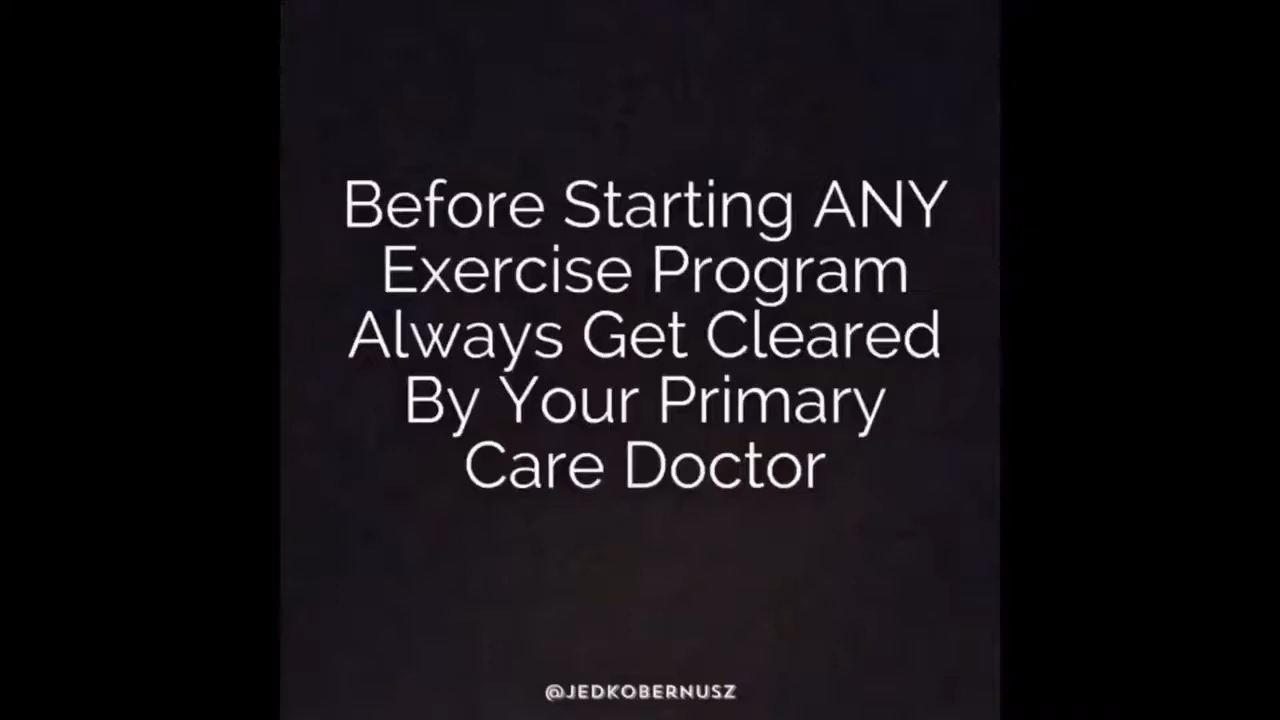 Before Starting ANY
Exercise Program
Always Get Cleared
By Your Primary
Care Doctor
@JEDKOBERNUSZ